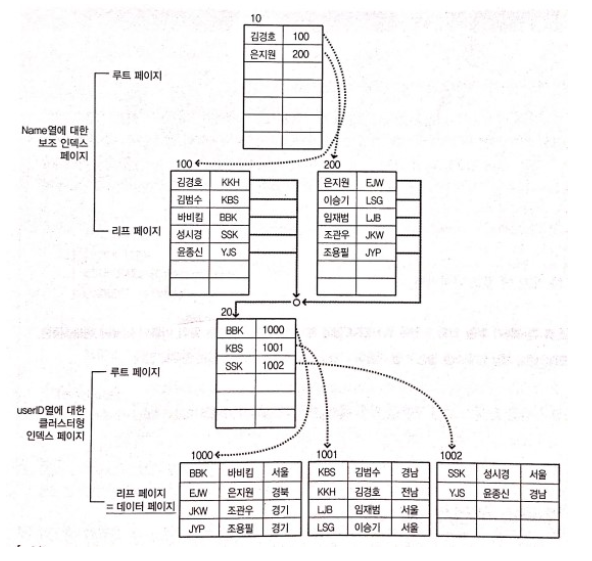 10
김경호 100
은지원 200
루트 페이지
Name열에 대한
보조 인덱스
페이지
리프 페이지
100
김경호 KKH
김범수 KBS
바비킴 BBK
성시경 SSK
윤종신 YJS
200
은지원 EJW
이승기 LSG
임재범 LJB
조관우 JKW
조용필 JYP
20
BBK 1000
KBS 1001
SSK 1002
루트 페이지
userID열에 대한
클러스터형
인덱스 페이지
리프 페이지
= 데이터 페이지
1000
BBK 바비킴 서울
EJW 은지원 경북
JKW 조관우 경기
JYP 조용필 경기
1001
KBS 김범수 경남
KKH 김경호 전남
LJB 임재범 서울
LSG 이승기 서울
1002
SSK 성시경 서울
YJS 윤종신 경남